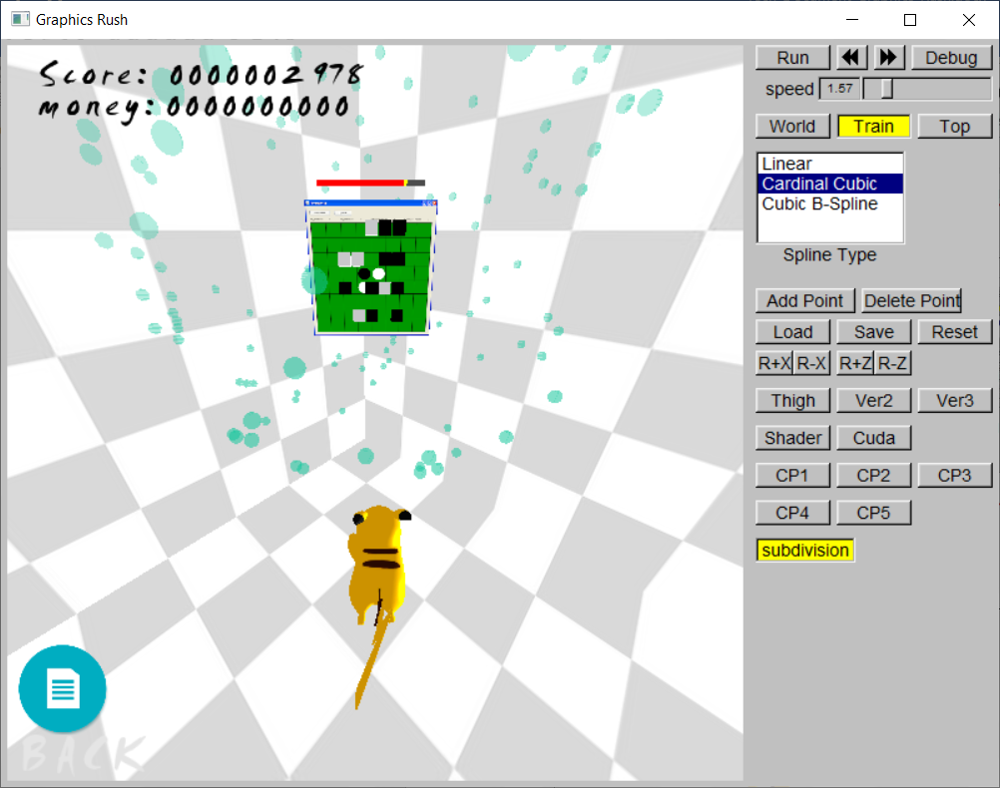 Graphics Rush
Score: 0000002978
money: 0000000000
BACK
Run Debug
speed 1.57
World Train Top
Linear
Cardinal Cubic
Cubic B-Spline
Spline Type
Add Point Delete Point
Load Save Reset
R+X R-X R+Z R-Z
Thigh Ver2 Ver3
Shader Cuda
CP1 CP2 CP3
CP4 CP5
subdivision